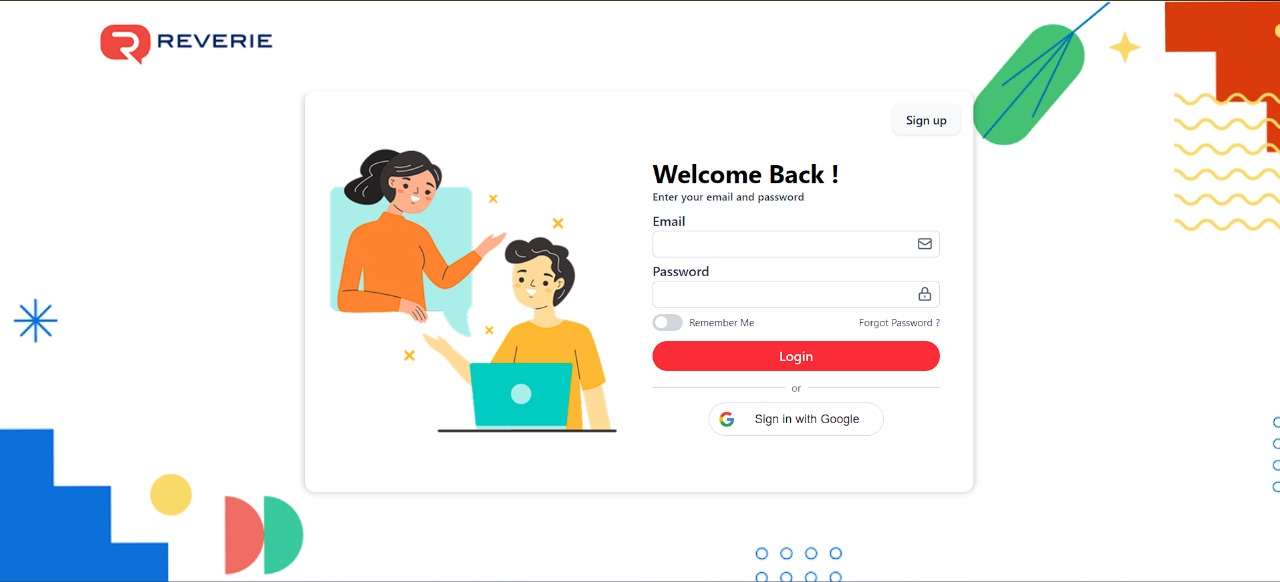 REVERIE
Sign up
Welcome Back !
Enter your email and password
Email
Password
Remember Me
Forgot Password ?
Login
or
Sign in with Google